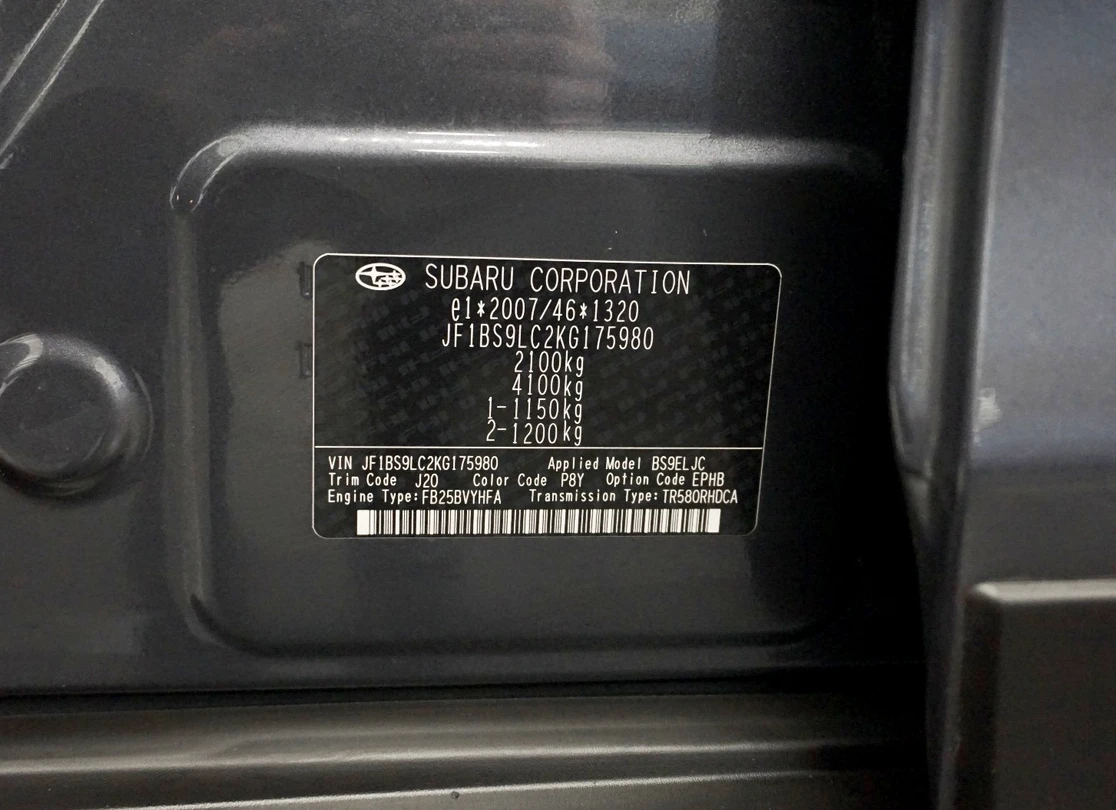 SUBARU CORPORATION
e1*2007/46*1320
JF1BS9LC2KG175980
2100kg
4100kg
1-1150kg
2-1200kg
VIN JF1BS9LC2KG175980 Applied Model BS9ELJC
Trim Code J20 Color Code P8Y Option Code EPHB
Engine Type:FB25BVYHFA Transmission Type:TR580RHDCA